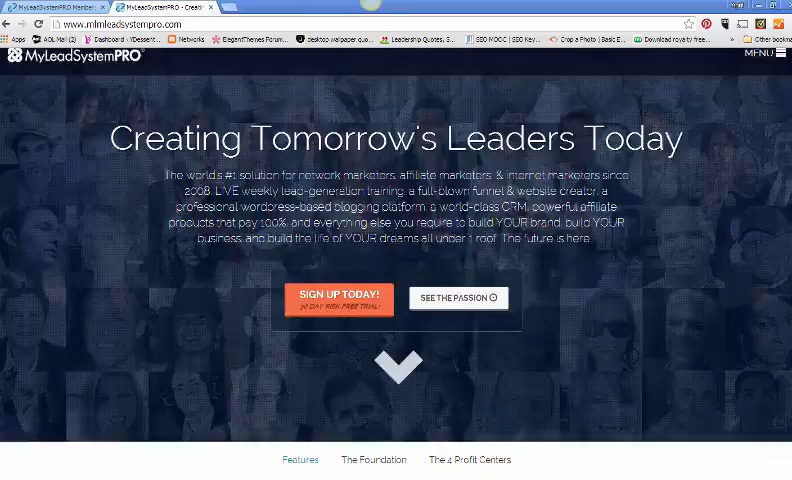 MyLeadSystemPRO Member
MyLeadSystemPRO - Creati
www.mlmleadsystempro.com
Apps
AOL Mail (2)
Dashboard ‹ YDessent...
Networks
ElegantThemes Forum...
desktop wallpaper quo...
Leadership Quotes, S...
SEO MOOC | SEO Key...
Crop a Photo | Basic E...
Download royalty free...
»
Other bookma
MyLeadSystemPRO®
MENU
Creating Tomorrow's Leaders Today
The world's #1 solution for network marketers, affiliate marketers, & internet marketers since
2008. LIVE weekly lead-generation training, a full-blown funnel & website creator, a
professional wordpress-based blogging platform, a world-class CRM, powerful affiliate
products that pay 100%, and everything else you require to build YOUR brand, build YOUR
business, and build the life of YOUR dreams all under 1 roof. The future is here.
SIGN UP TODAY!
30 DAY RISK FREE TRIAL!
SEE THE PASSION
Features
The Foundation
The 4 Profit Centers